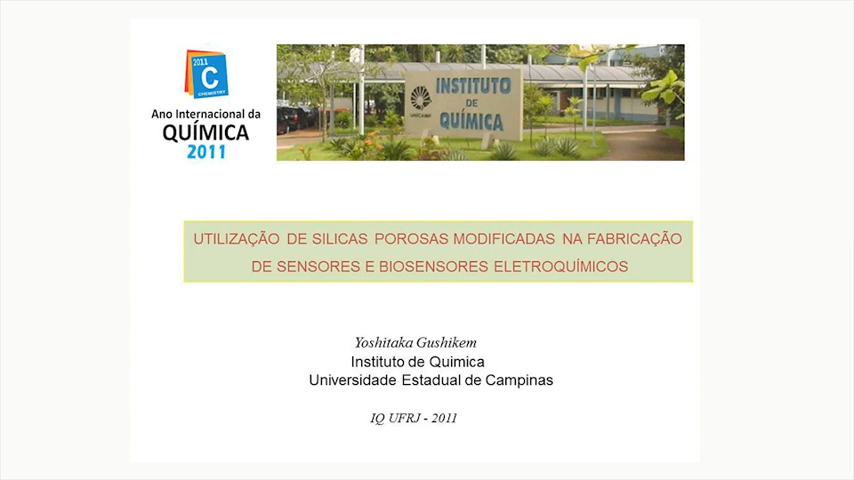 2011
C
CHEMISTRY
Ano Internacional da
QUÍMICA
2011
INSTITUTO
DE
QUÍMICA
UNICAMP
UTILIZAÇÃO DE SILICAS POROSAS MODIFICADAS NA FABRICAÇÃO
DE SENSORES E BIOSENSORES ELETROQUÍMICOS
Yoshitaka Gushikem
Instituto de Quimica
Universidade Estadual de Campinas
IQ UFRJ - 2011